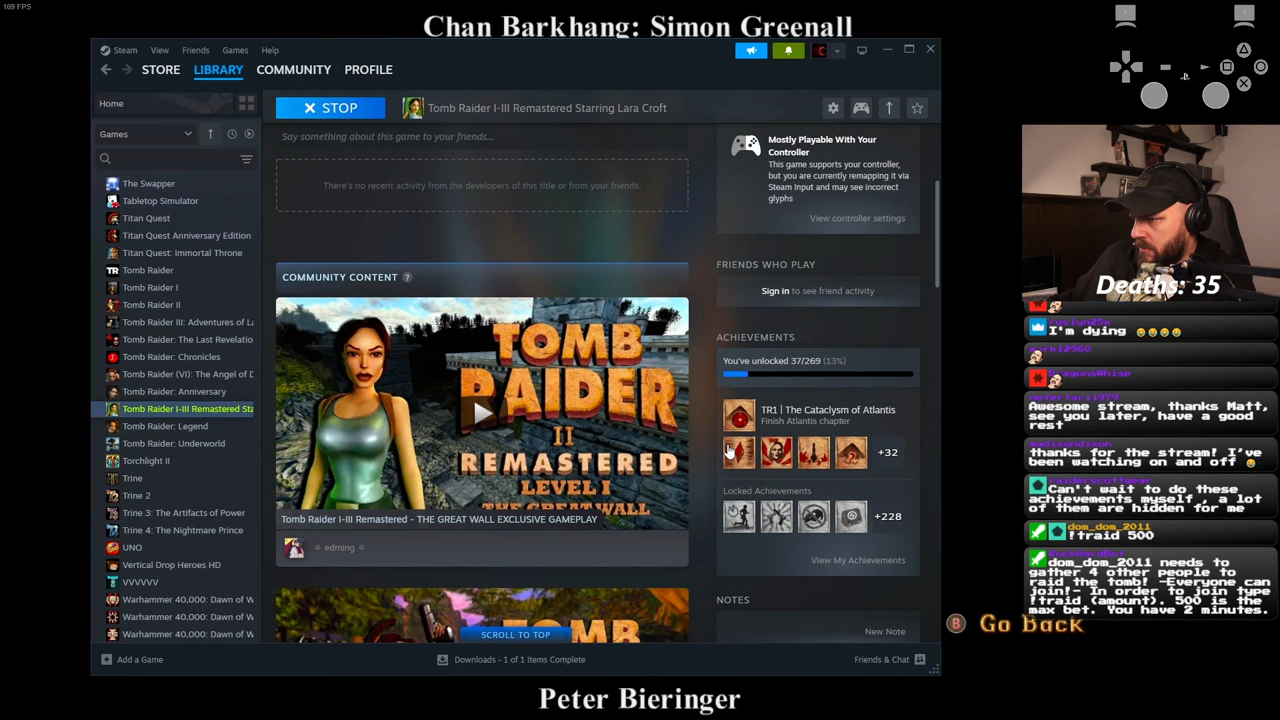 169 FPS
Chan Barkhang: Simon Greenall
Steam View Friends Games Help
STORE LIBRARY COMMUNITY PROFILE
Home
Games
The Swapper
Tabletop Simulator
Titan Quest
Titan Quest Anniversary Edition
Titan Quest: Immortal Throne
Tomb Raider
Tomb Raider I
Tomb Raider II
Tomb Raider III: Adventures of La
Tomb Raider: The Last Revelatio
Tomb Raider: Chronicles
Tomb Raider (VI): The Angel of D
Tomb Raider: Anniversary
Tomb Raider I-III Remastered Sta
Tomb Raider: Legend
Tomb Raider: Underworld
Torchlight II
Trine
Trine 2
Trine 3: The Artifacts of Power
Trine 4: The Nightmare Prince
UNO
Vertical Drop Heroes HD
VVVVVV
Warhammer 40,000: Dawn of W
Warhammer 40,000: Dawn of W
Warhammer 40,000: Dawn of W
Add a Game
STOP
Tomb Raider I-III Remastered Starring Lara Croft
Say something about this game to your friends...
There's no recent activity from the developers of this title or from your friends.
COMMUNITY CONTENT ?
TOMB
RAIDER
II
REMASTERED
LEVEL I
THE GREAT WALL
Tomb Raider I-III Remastered - THE GREAT WALL EXCLUSIVE GAMEPLAY
edming
TOMB
SCROLL TO TOP
Downloads - 1 of 1 Items Complete
Mostly Playable With Your
Controller
This game supports your controller,
but you are currently remapping it via
Steam Input and may see incorrect
glyphs
View controller settings
FRIENDS WHO PLAY
Sign in to see friend activity
ACHIEVEMENTS
You've unlocked 37/269 (13%)
TR1 | The Cataclysm of Atlantis
Finish Atlantis chapter
+32
Locked Achievements
+228
View My Achievements
NOTES
New Note
Friends & Chat
Deaths: 35
roslyn25x
I'm dying
mark12960
DragonsWhisp
nefertari1979
Awesome stream, thanks Matt,
see you later, have a good
rest
madisondixon
thanks for the stream! I've
been watching on and off
raiderscottgear
Can't wait to do these
achievements myself, a lot
of them are hidden for me
dom_dom_2011
!traid 500
RockHardBot
dom_dom_2011 needs to
gather 4 other people to
raid the tomb! -Everyone can
join!- In order to join type
!traid (amount). 500 is the
max bet. You have 2 minutes.
B Go Back
Peter Bieringer